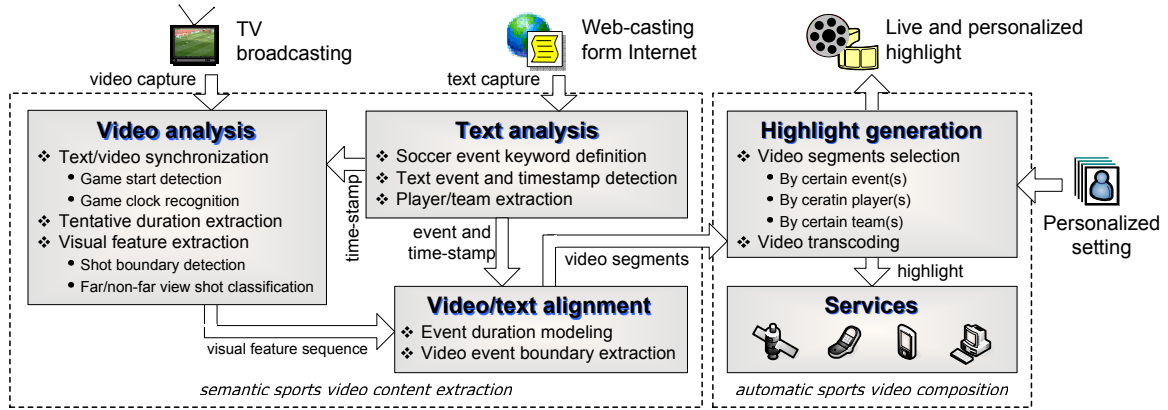 TV
broadcasting
Web-casting
form Internet
Live and personalized
highlight
video capture
text capture
Video analysis
❖ Text/video synchronization
• Game start detection
• Game clock recognition
❖ Tentative duration extraction
❖ Visual feature extraction
• Shot boundary detection
• Far/non-far view shot classification
time-stamp
Text analysis
❖ Soccer event keyword definition
❖ Text event and timestamp detection
❖ Player/team extraction
event and
time-stamp
video segments
Video/text alignment
❖ Event duration modeling
❖ Video event boundary extraction
visual feature sequence
semantic sports video content extraction
Highlight generation
❖ Video segments selection
• By certain event(s)
• By ceratin player(s)
• By certain team(s)
❖ Video transcoding
Personalized
setting
highlight
Services
automatic sports video composition